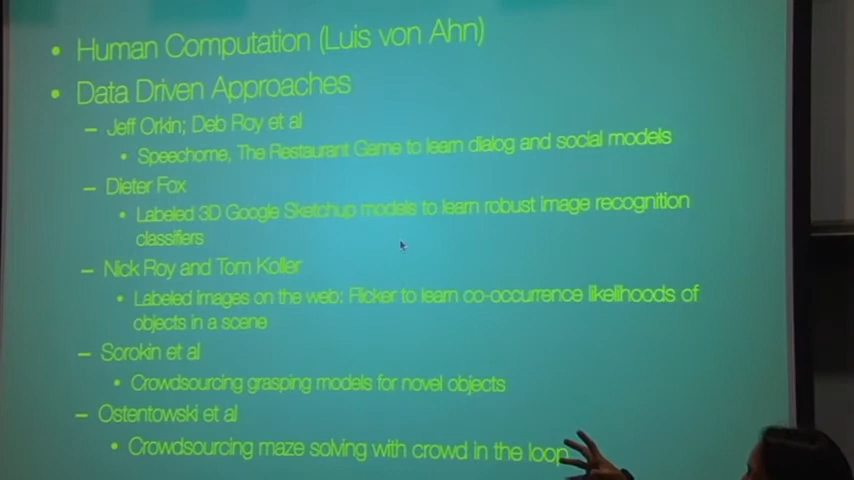 • Human Computation (Luis von Ahn)
• Data Driven Approaches
– Jeff Orkin; Deb Roy et al
• Speechome, The Restaurant Game to learn dialog and social models
– Dieter Fox
• Labeled 3D Google Sketchup models to learn robust image recognition
classifiers
– Nick Roy and Tom Koller
• Labeled images on the web: Flicker to learn co-occurrence likelihoods of
objects in a scene
– Sorokin et al
• Crowdsourcing grasping models for novel objects
– Ostentowski et al
• Crowdsourcing maze solving with crowd in the loop